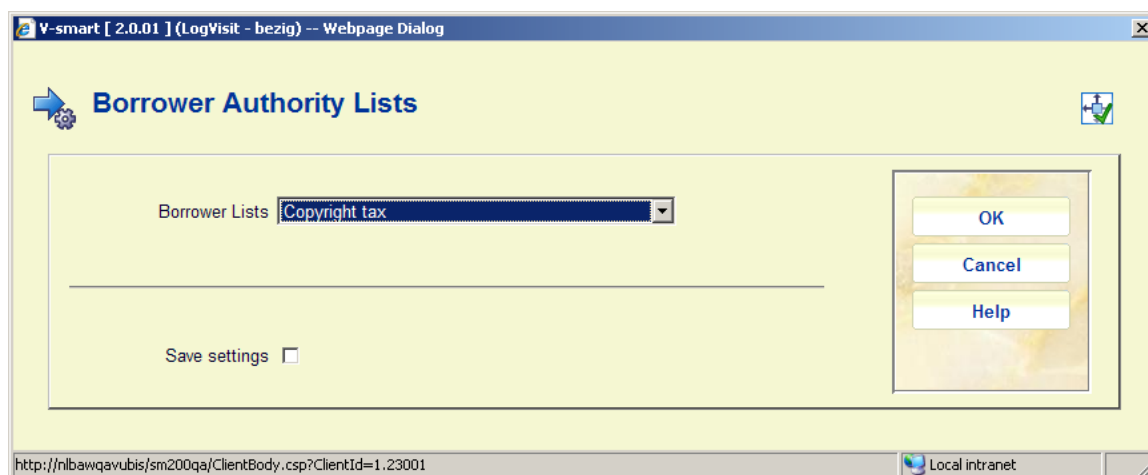 V-smart [ 2.0.01 ] (LogVisit - bezig) -- Webpage Dialog
Borrower Authority Lists
Borrower Lists Copyright tax
OK
Cancel
Help
Save settings
http://nlbawqavubis/sm200qa/ClientBody.csp?ClientId=1.23001
Local intranet